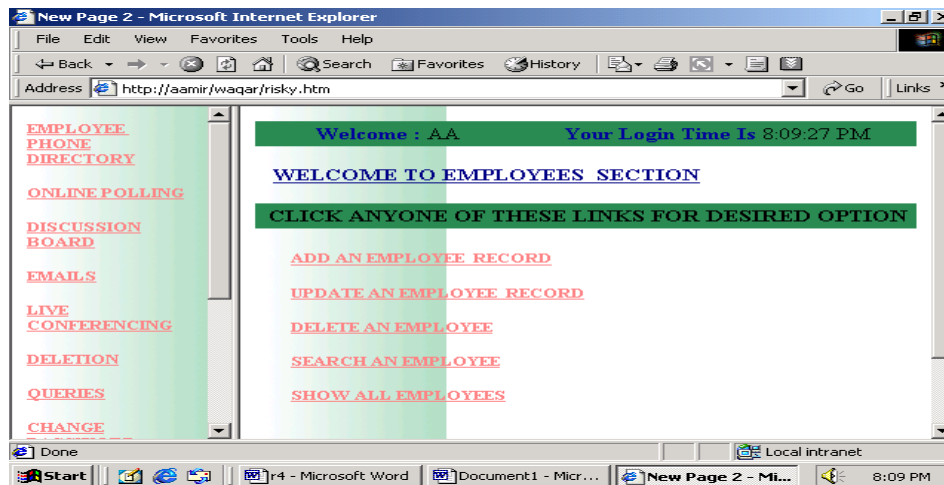 New Page 2 - Microsoft Internet Explorer
File Edit View Favorites Tools Help
Back Search Favorites History
Address http://aamir/waqar/risky.htm Go Links
EMPLOYEE
PHONE
DIRECTORY
ONLINE POLLING
DISCUSSION
BOARD
EMAILS
LIVE
CONFERENCING
DELETION
QUERIES
CHANGE
Welcome : AA Your Login Time Is 8:09:27 PM
WELCOME TO EMPLOYEES SECTION
CLICK ANYONE OF THESE LINKS FOR DESIRED OPTION
ADD AN EMPLOYEE RECORD
UPDATE AN EMPLOYEE RECORD
DELETE AN EMPLOYEE
SEARCH AN EMPLOYEE
SHOW ALL EMPLOYEES
Done Local intranet
Start r4 - Microsoft Word Document1 - Micr... New Page 2 - Mi... 8:09 PM